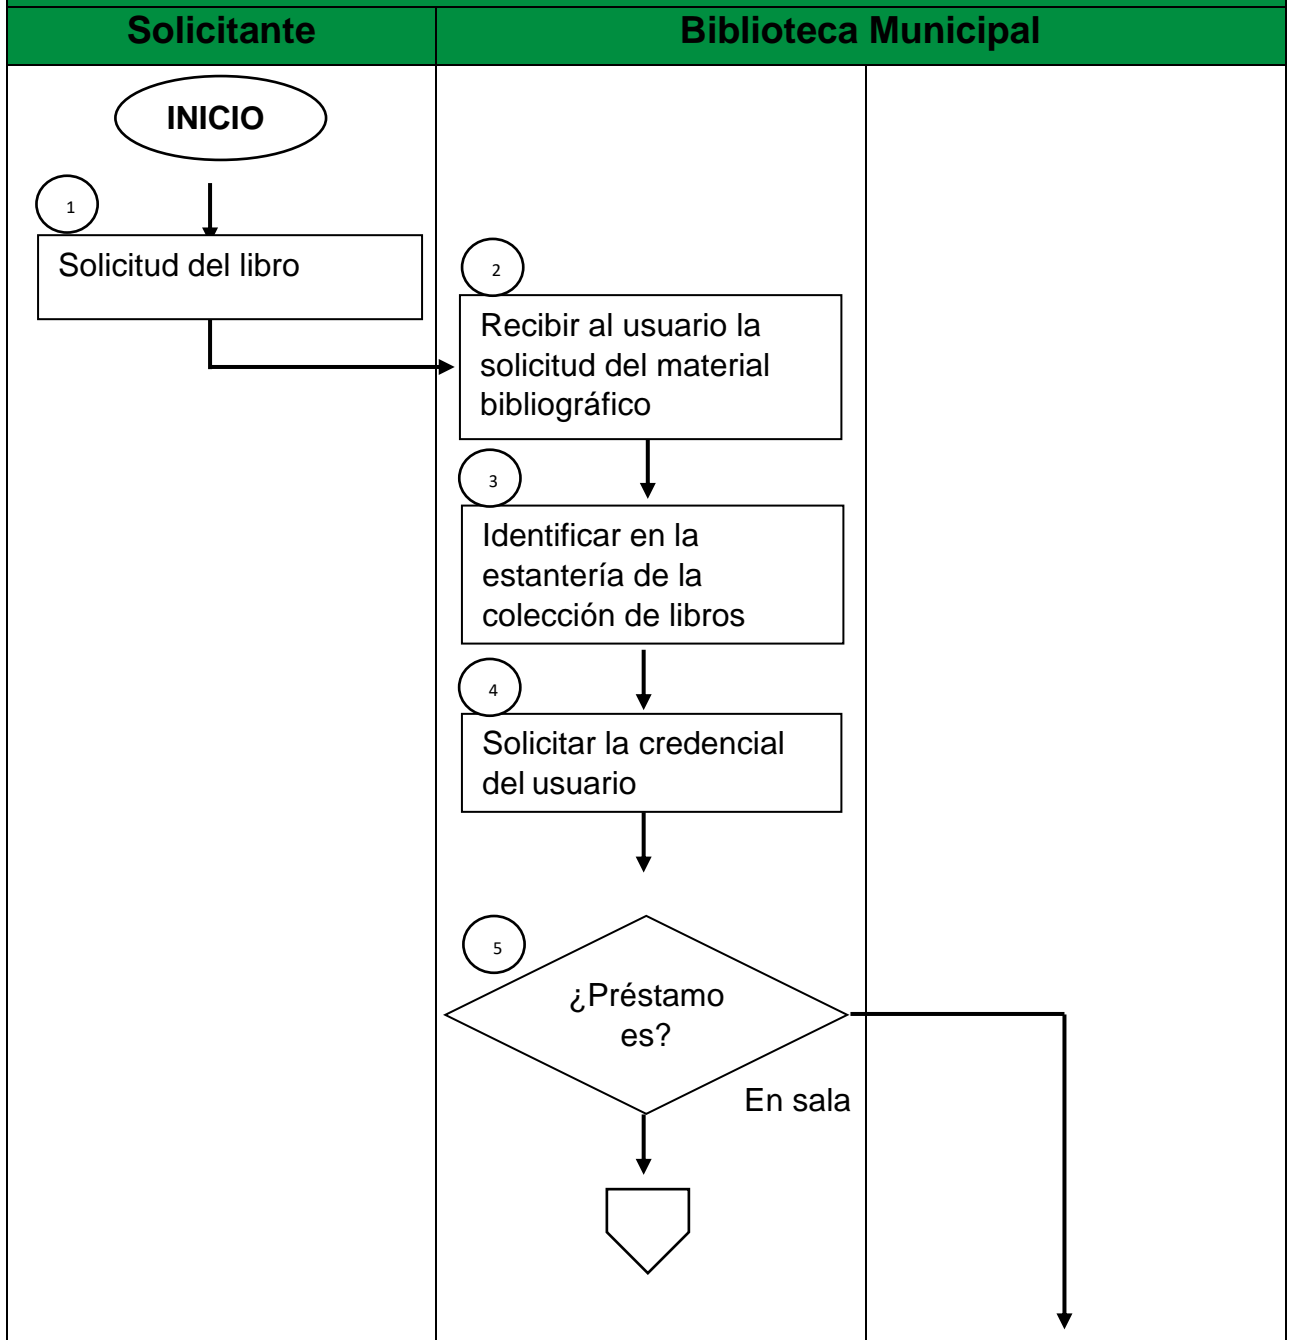 Solicitante
Biblioteca Municipal
INICIO
1
Solicitud del libro
2
Recibir al usuario la
solicitud del material
bibliográfico
3
Identificar en la
estantería de la
colección de libros
4
Solicitar la credencial
del usuario
5
¿Préstamo
es?
En sala